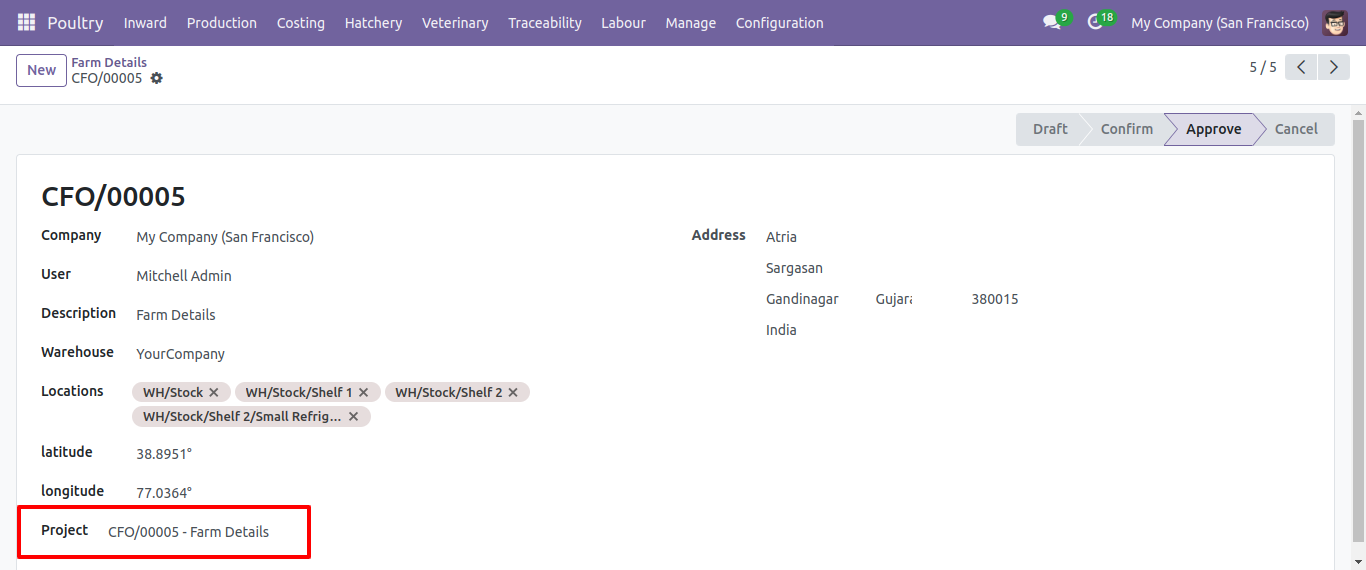 Poultry Inward Production Costing Hatchery Veterinary Traceability Labour Manage Configuration 9 18 My Company (San Francisco)
New Farm Details 5 / 5
CFO/00005
Draft Confirm Approve Cancel
CFO/00005
Company My Company (San Francisco) Address Atria
User Mitchell Admin Sargasan
Description Farm Details Gandinagar Gujara 380015
Warehouse YourCompany India
Locations WH/Stock WH/Stock/Shelf 1 WH/Stock/Shelf 2
WH/Stock/Shelf 2/Small Refrig...
latitude 38.8951°
longitude 77.0364°
Project CFO/00005 - Farm Details